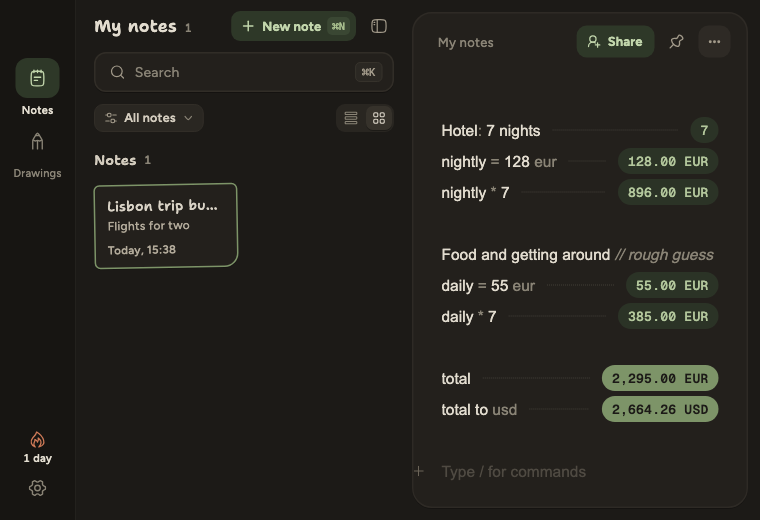 My notes 1
+ New note ⌘N
Search ⌘K
All notes
Notes 1
Lisbon trip bu...
Flights for two
Today, 15:38
Notes
Drawings
1 day
My notes
Share
Hotel: 7 nights 7
nightly = 128 eur 128.00 EUR
nightly * 7 896.00 EUR
Food and getting around // rough guess
daily = 55 eur 55.00 EUR
daily * 7 385.00 EUR
total 2,295.00 EUR
total to usd 2,664.26 USD
+ Type / for commands